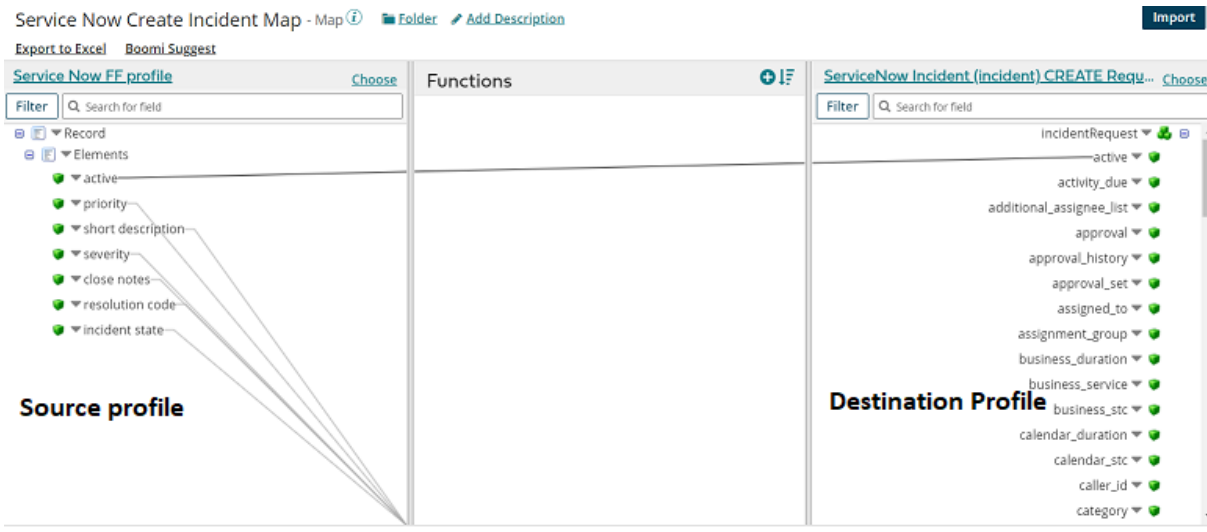 Service Now Create Incident Map - Map i Folder Add Description
Import
Export to Excel Boomi Suggest
Service Now FF profile Choose
Filter Search for field
Record
Elements
active
priority
short description
severity
close notes
resolution code
incident state
Source profile
Functions
ServiceNow Incident (incident) CREATE Requ... Choose
Filter Search for field
incidentRequest
active
activity_due
additional_assignee_list
approval
approval_history
approval_set
assigned_to
assignment_group
business_duration
business_service
Destination Profile
business_stc
calendar_duration
calendar_stc
caller_id
category